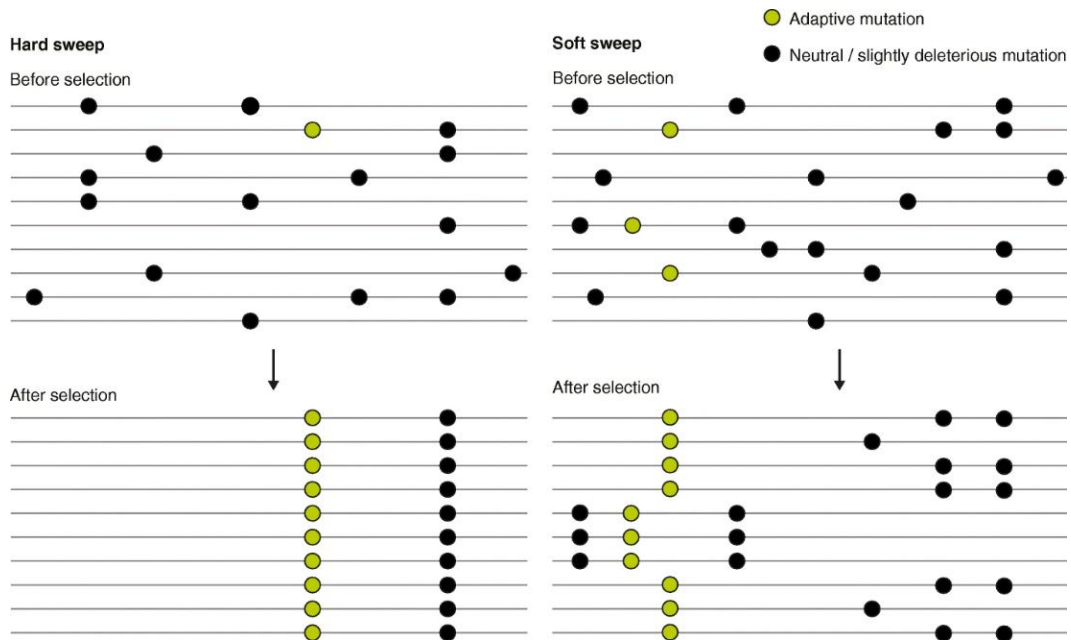 Adaptive mutation
Neutral / slightly deleterious mutation
Hard sweep
Before selection
After selection
Soft sweep
Before selection
After selection